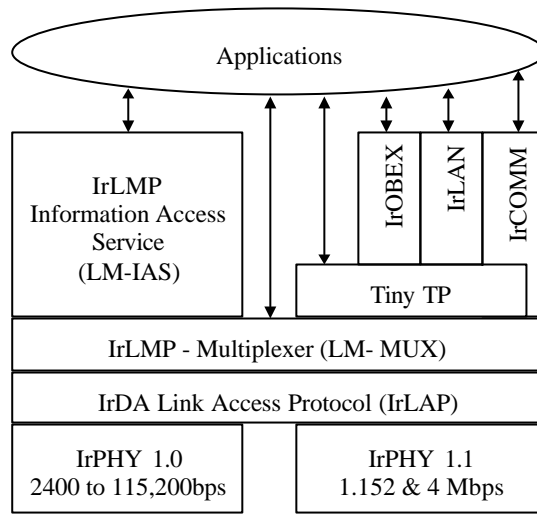 Applications
IrLMP
Information Access
Service
(LM-IAS)
IrOBEX
IrLAN
IrCOMM
Tiny TP
IrLMP - Multiplexer (LM- MUX)
IrDA Link Access Protocol (IrLAP)
IrPHY 1.0
2400 to 115,200bps
IrPHY 1.1
1.152 & 4 Mbps